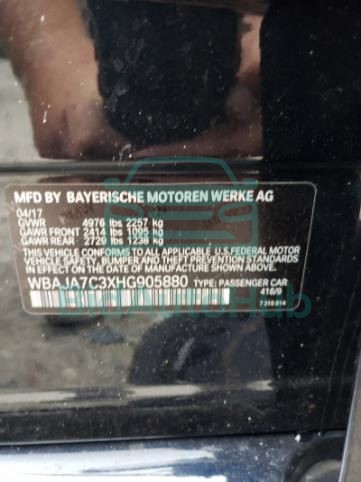 MFD BY BAYERISCHE MOTOREN WERKE AG
04/17
GVWR 4976 lbs 2257 kg
GAWR FRONT 2414 lbs 1095 kg
GAWR REAR 2729 lbs 1238 kg
THIS VEHICLE CONFORMS TO ALL APPLICABLE U.S. FEDERAL MOTOR
VEHICLE SAFETY, BUMPER AND THEFT PREVENTION STANDARDS
IN EFFECT ON THE DATE OF MANUFACTURE SHOWN ABOVE.
WBAJA7C3XHG905880 TYPE: PASSENGER CAR
416/9